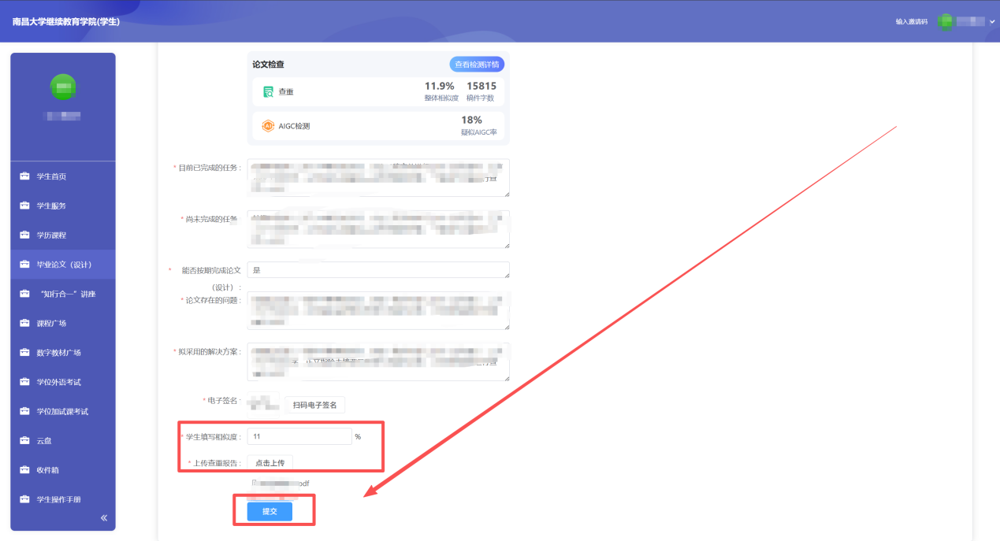 南昌大学继续教育学院(学生)
输入邀请码
论文检查
查看检测详情
查重
11.9% 15815
整体相似度 稿件字数
AIGC检测
18%
疑似AIGC率
* 目前已完成的任务：
* 尚未完成的任务
* 能否按期完成论文（设计）：
是
* 论文存在的问题：
* 拟采用的解决方案：
* 电子签名：
扫码电子签名
* 学生填写相似度： 11 %
* 上传查重报告： 点击上传
pdf
提交
学生首页
学生服务
学历课程
毕业论文（设计）
“知行合一”讲座
课程广场
数字教材广场
学位外语考试
学位加试课考试
云盘
收件箱
学生操作手册